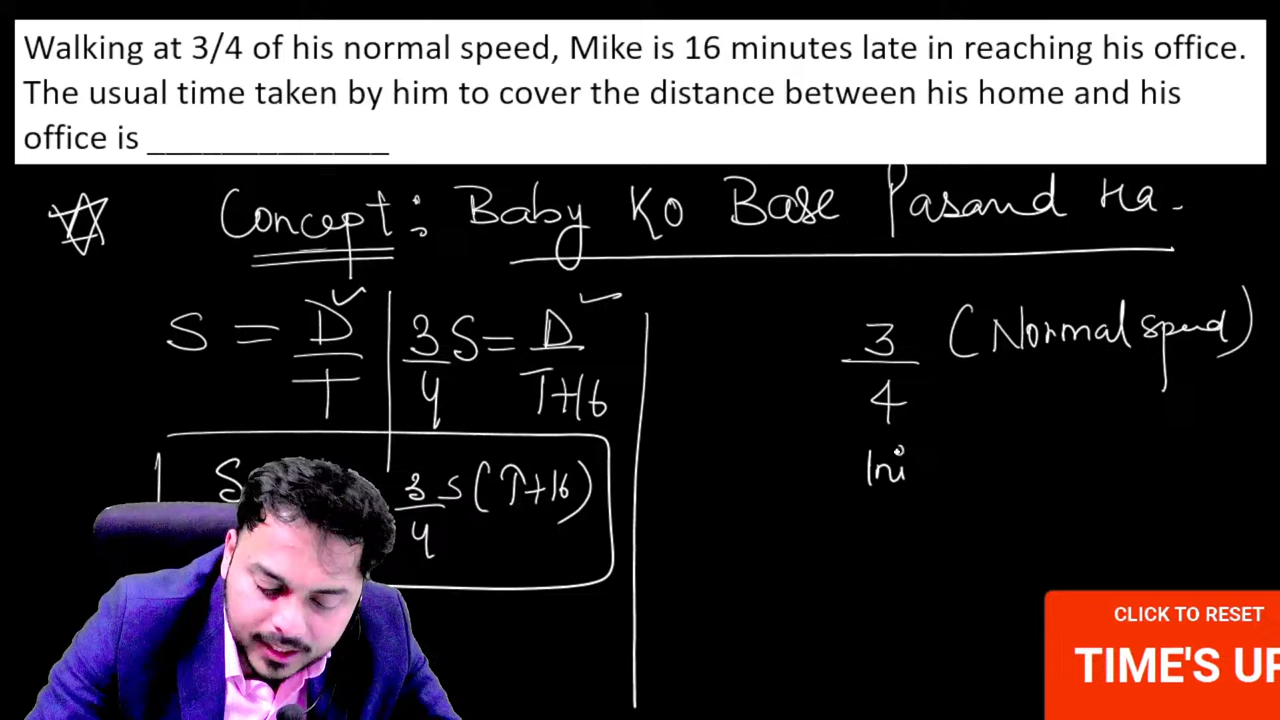 Walking at 3/4 of his normal speed, Mike is 16 minutes late in reaching his office.
The usual time taken by him to cover the distance between his home and his
office is ______________
Concept: Baby Ko Base Pasand Ha.
S = D/T
3/4 S = D/T+16
3/4 (Normal speed)
Ini
S
3/4 S (T+16)
CLICK TO RESET
TIME'S UP